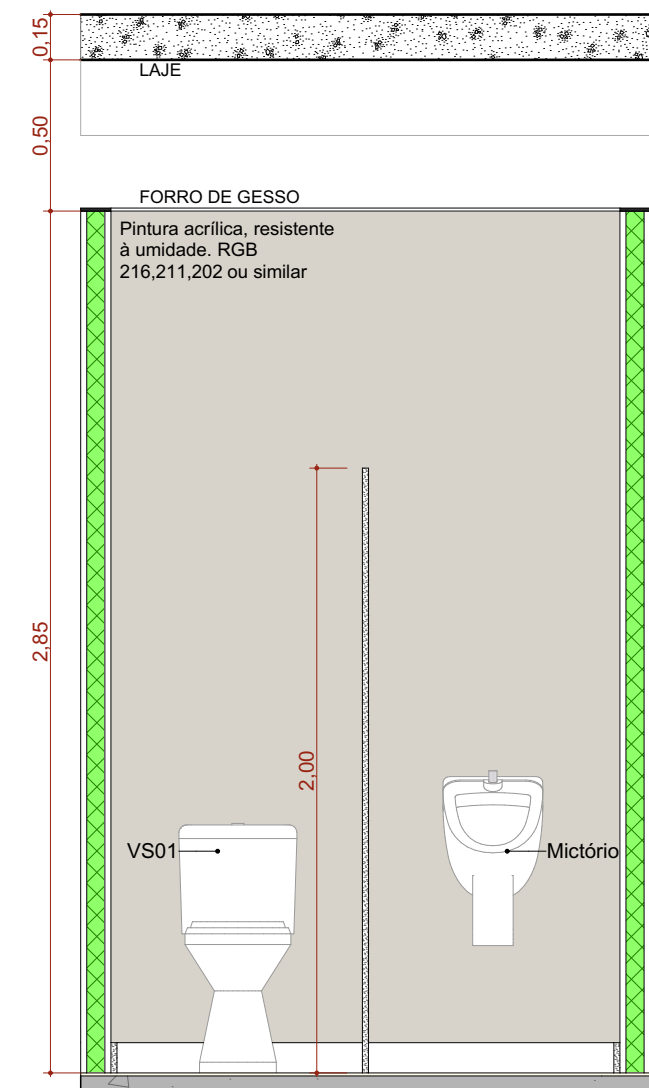 0,15
LAJE
0,50
FORRO DE GESSO
Pintura acrílica, resistente
à umidade. RGB
216,211,202 ou similar
2,85
2,00
VS01
Mictório